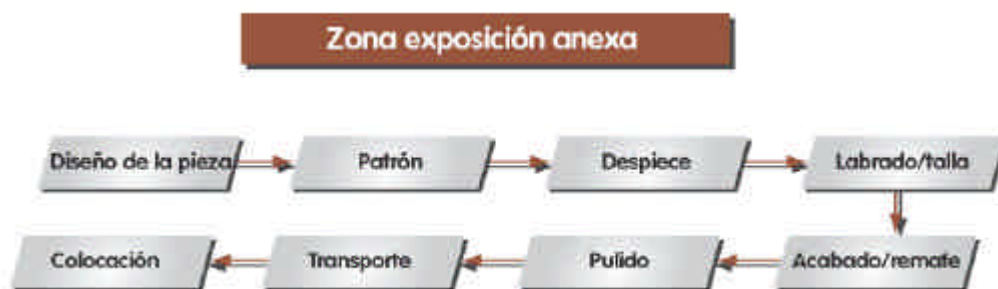 Zona exposición anexa
Diseño de la pieza
Patrón
Despiece
Labrado/talla
Acabado/remate
Pulido
Transporte
Colocación